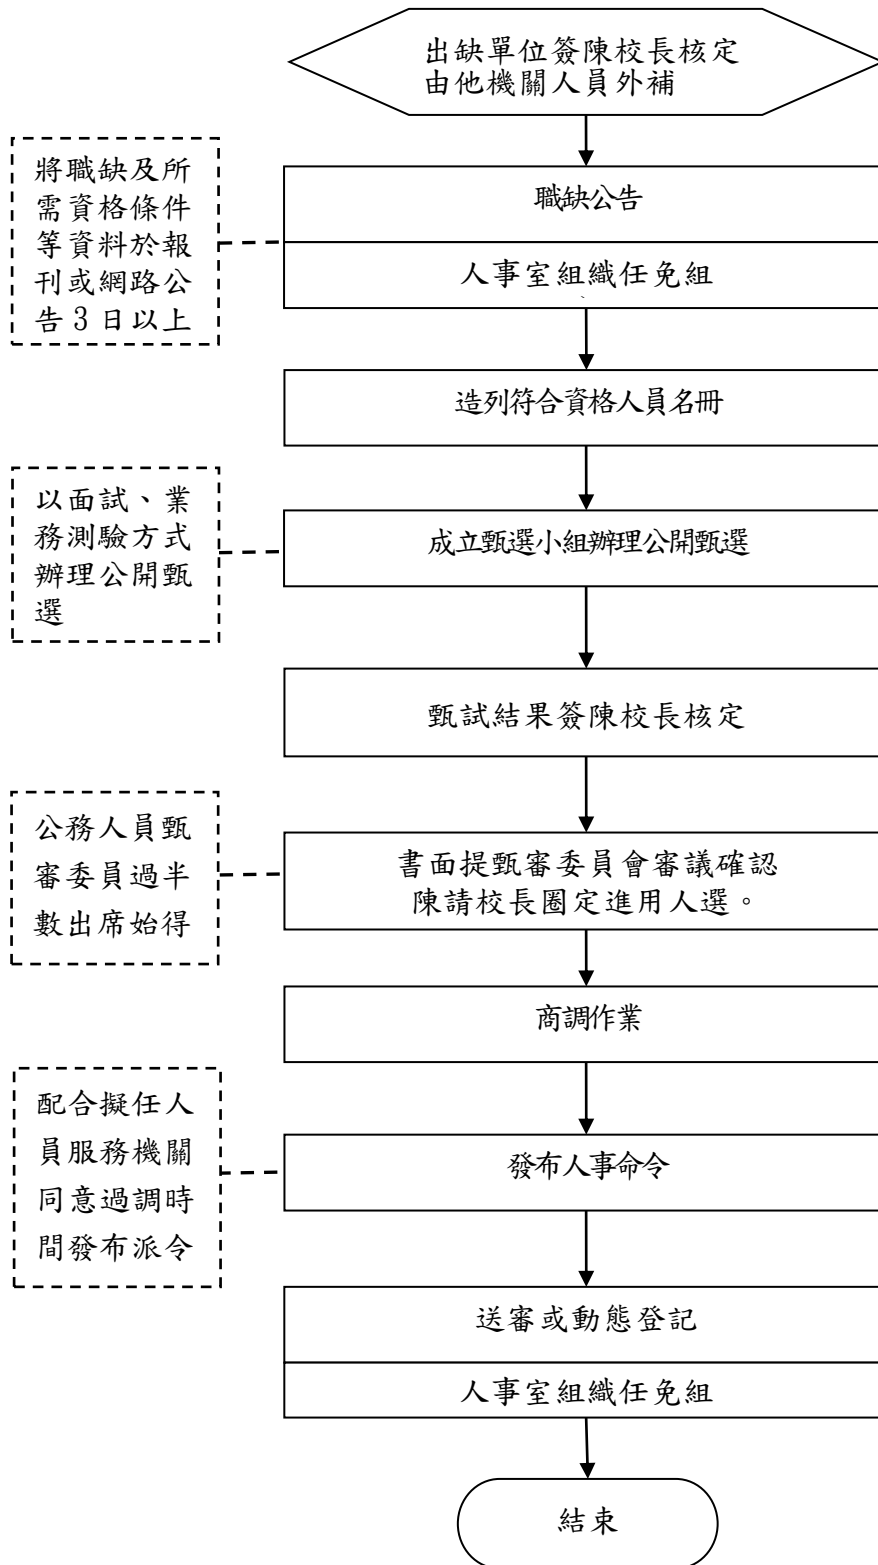 出缺單位簽陳校長核定
由他機關人員外補
將職缺及所
需資格條件
等資料於報
刊或網路公
告3日以上
職缺公告
人事室組織任免組
造列符合資格人員名冊
以面試、業
務測驗方式
辦理公開甄
選
成立甄選小組辦理公開甄選
甄試結果簽陳校長核定
公務人員甄
審委員過半
數出席始得
書面提甄審委員會審議確認
陳請校長圈定進用人選。
商調作業
配合擬任人
員服務機關
同意過調時
間發布派令
發布人事命令
送審或動態登記
人事室組織任免組
結束